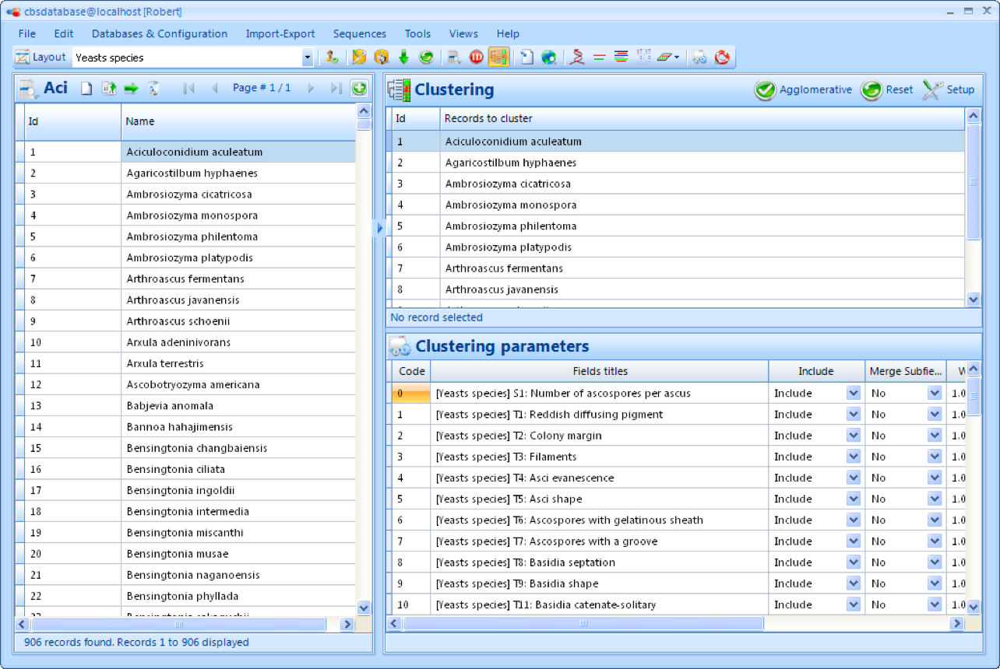 cbsdatabase@localhost [Robert]
File Edit Databases & Configuration Import-Export Sequences Tools Views Help
Layout Yeasts species
Aci Page # 1 / 1
Id Name
1 Aciculoconidium aculeatum
2 Agaricostilbum hyphaenes
3 Ambrosiozyma cicatricosa
4 Ambrosiozyma monospora
5 Ambrosiozyma philentoma
6 Ambrosiozyma platypodis
7 Arthroascus fermentans
8 Arthroascus javanensis
9 Arthroascus schoenii
10 Arxula adeninivorans
11 Arxula terrestris
12 Ascobotryozyma americana
13 Babjevia anomala
14 Bannoa hahajimensis
15 Bensingtonia changbaiensis
16 Bensingtonia ciliata
17 Bensingtonia ingoldii
18 Bensingtonia intermedia
19 Bensingtonia miscanthi
20 Bensingtonia musae
21 Bensingtonia naganoensis
22 Bensingtonia phyllada
906 records found. Records 1 to 906 displayed
Clustering Agglomerative Reset Setup
Id Records to cluster
1 Aciculoconidium aculeatum
2 Agaricostilbum hyphaenes
3 Ambrosiozyma cicatricosa
4 Ambrosiozyma monospora
5 Ambrosiozyma philentoma
6 Ambrosiozyma platypodis
7 Arthroascus fermentans
8 Arthroascus javanensis
No record selected
Clustering parameters
Code Fields titles Include Merge Subfie...
0 [Yeasts species] S1: Number of ascospores per ascus Include No 1.0
1 [Yeasts species] T1: Reddish diffusing pigment Include No 1.0
2 [Yeasts species] T2: Colony margin Include No 1.0
3 [Yeasts species] T3: Filaments Include No 1.0
4 [Yeasts species] T4: Asci evanescence Include No 1.0
5 [Yeasts species] T5: Asci shape Include No 1.0
6 [Yeasts species] T6: Ascospores with gelatinous sheath Include No 1.0
7 [Yeasts species] T7: Ascospores with a groove Include No 1.0
8 [Yeasts species] T8: Basidia septation Include No 1.0
9 [Yeasts species] T9: Basidia shape Include No 1.0
10 [Yeasts species] T11: Basidia catenate-solitary Include No 1.0